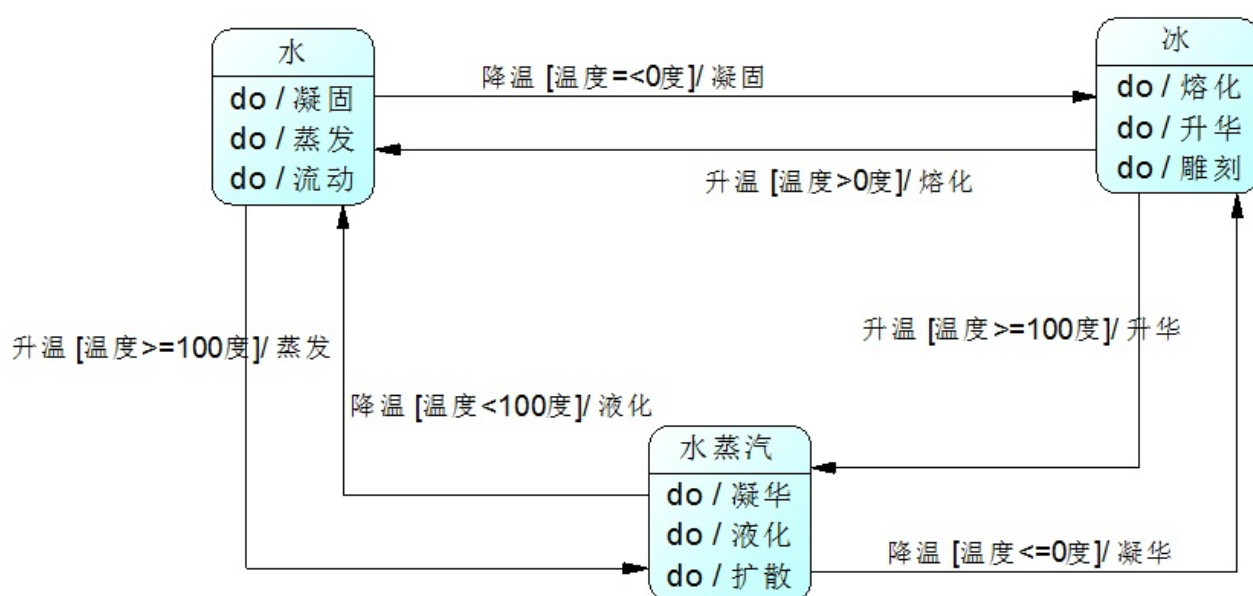 水
do / 凝固
do / 蒸发
do / 流动
降温 [温度=<0度]/ 凝固
冰
do / 熔化
do / 升华
do / 雕刻
升温 [温度>0度]/ 熔化
升温 [温度>=100度]/ 蒸发
升温 [温度>=100度]/ 升华
降温 [温度<100度]/ 液化
水蒸汽
do / 凝华
do / 液化
do / 扩散
降温 [温度<=0度]/ 凝华